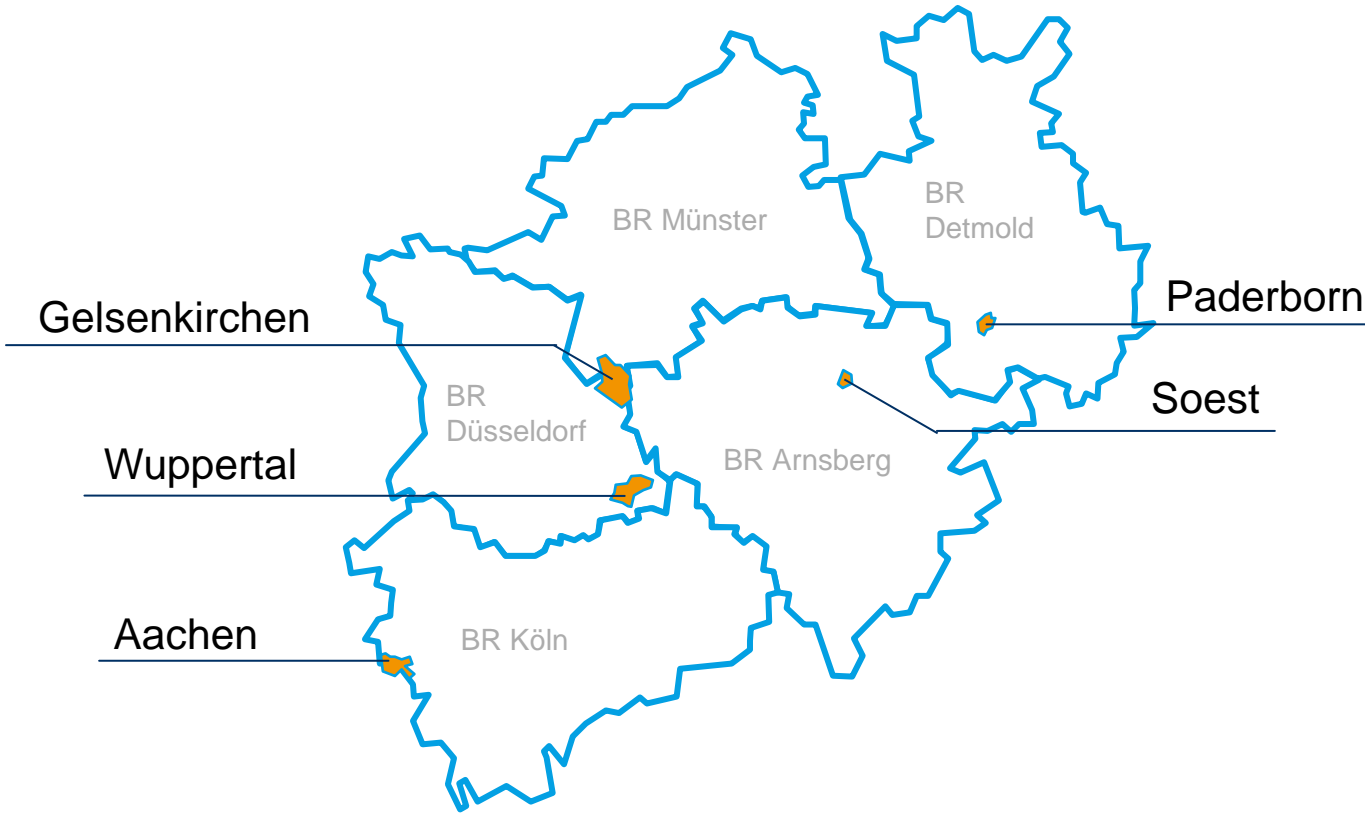 BR Münster
BR
Detmold
Gelsenkirchen
Paderborn
BR
Düsseldorf
Soest
Wuppertal
BR Arnsberg
Aachen
BR Köln